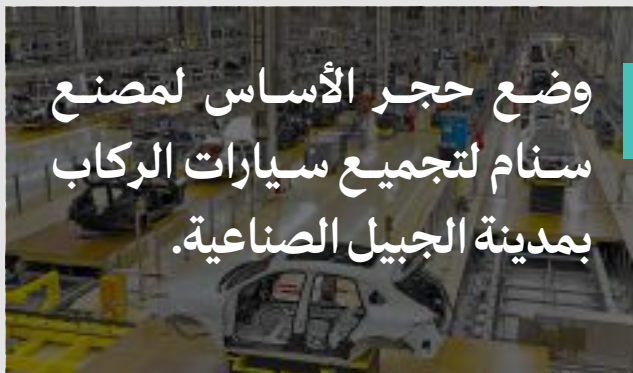 وضع حجر الأساس لمصنع
سنام لتجميع سيارات الركاب
بمدينة الجبيل الصناعية.